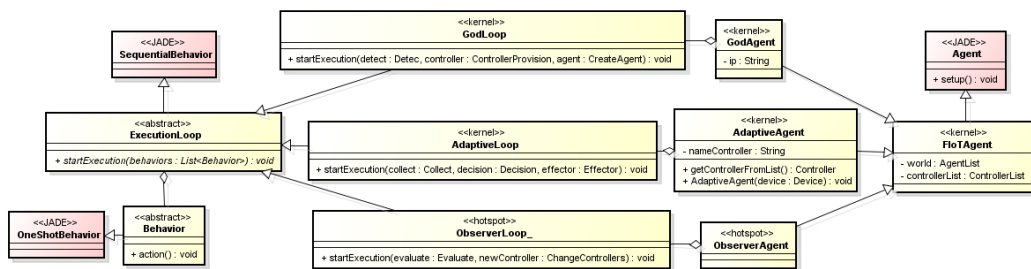 <<kernel>>
GodLoop
+ startExecution(detect : Detec, controller : ControllerProvision, agent : CreateAgent) : void
<<kernel>>
GodAgent
- ip : String
<<JADE>>
SequentialBehavior
<<JADE>>
Agent
+ setup() : void
<<abstract>>
ExecutionLoop
+ startExecution(behaviors : List<Behavior>) : void
<<kernel>>
AdaptiveLoop
+ startExecution(collect : Collect, decision : Decision, effector : Effector) : void
<<kernel>>
AdaptiveAgent
- nameController : String
+ getControllerFromList() : Controller
+ AdaptiveAgent(device : Device) : void
<<kernel>>
FIoTAgent
- world : AgentList
- controllerList : ControllerList
<<JADE>>
OneShotBehavior
<<abstract>>
Behavior
+ action() : void
<<hotspot>>
ObserverLoop_
+ startExecution(evaluate : Evaluate, newController : ChangeControllers) : void
<<hotspot>>
ObserverAgent